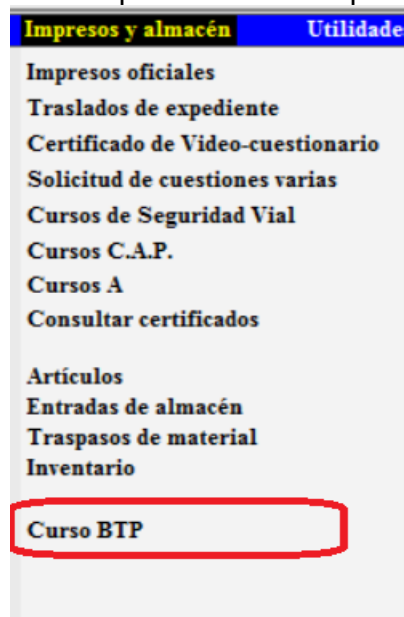 Impresos y almacén Utilidades
Impresos oficiales
Traslados de expediente
Certificado de Video-cuestionario
Solicitud de cuestiones varias
Cursos de Seguridad Vial
Cursos C.A.P.
Cursos A
Consultar certificados
Artículos
Entradas de almacén
Traspasos de material
Inventario
Curso BTP